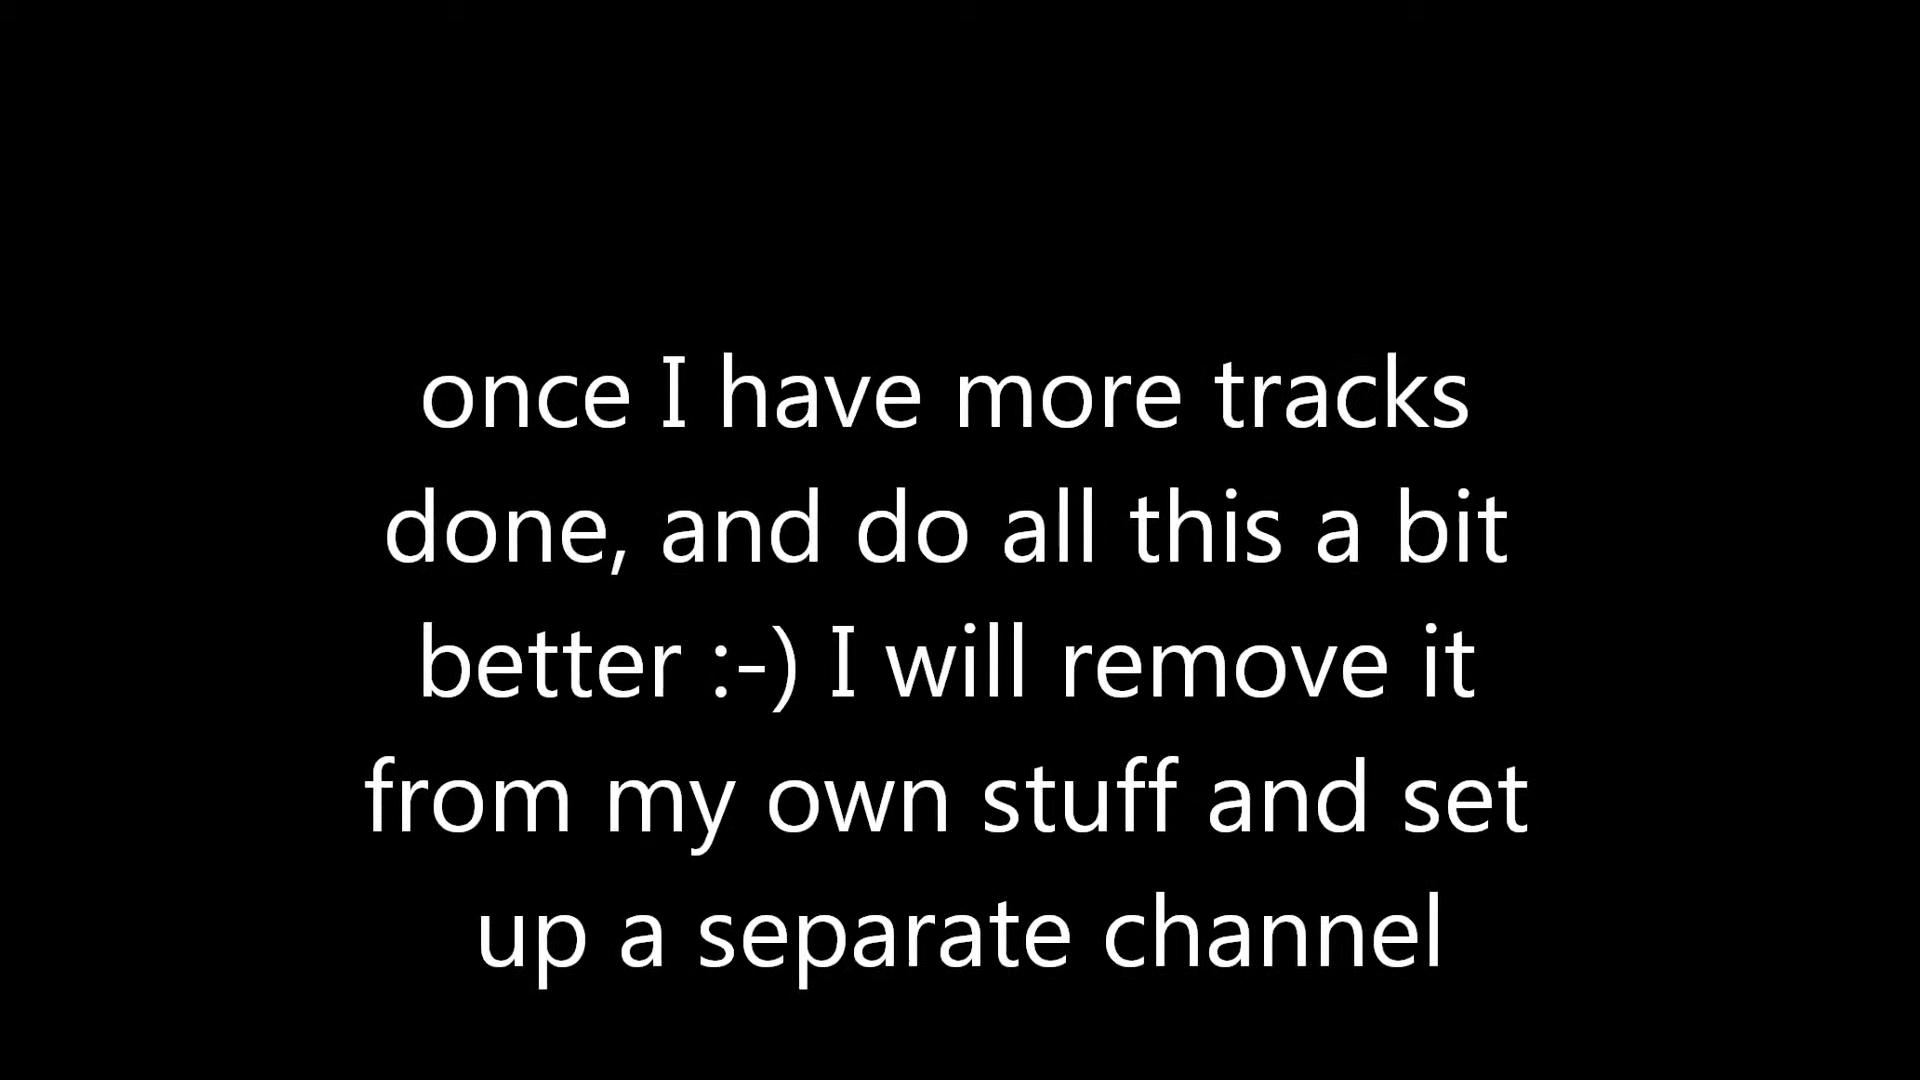 once I have more tracks
done, and do all this a bit
better :-) I will remove it
from my own stuff and set
up a separate channel